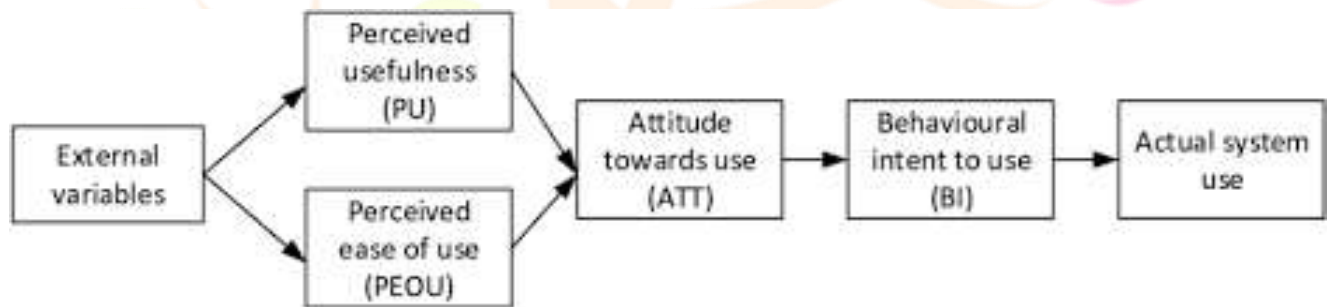 External
variables
Perceived
usefulness
(PU)
Perceived
ease of use
(PEOU)
Attitude
towards use
(ATT)
Behavioural
intent to use
(BI)
Actual system
use